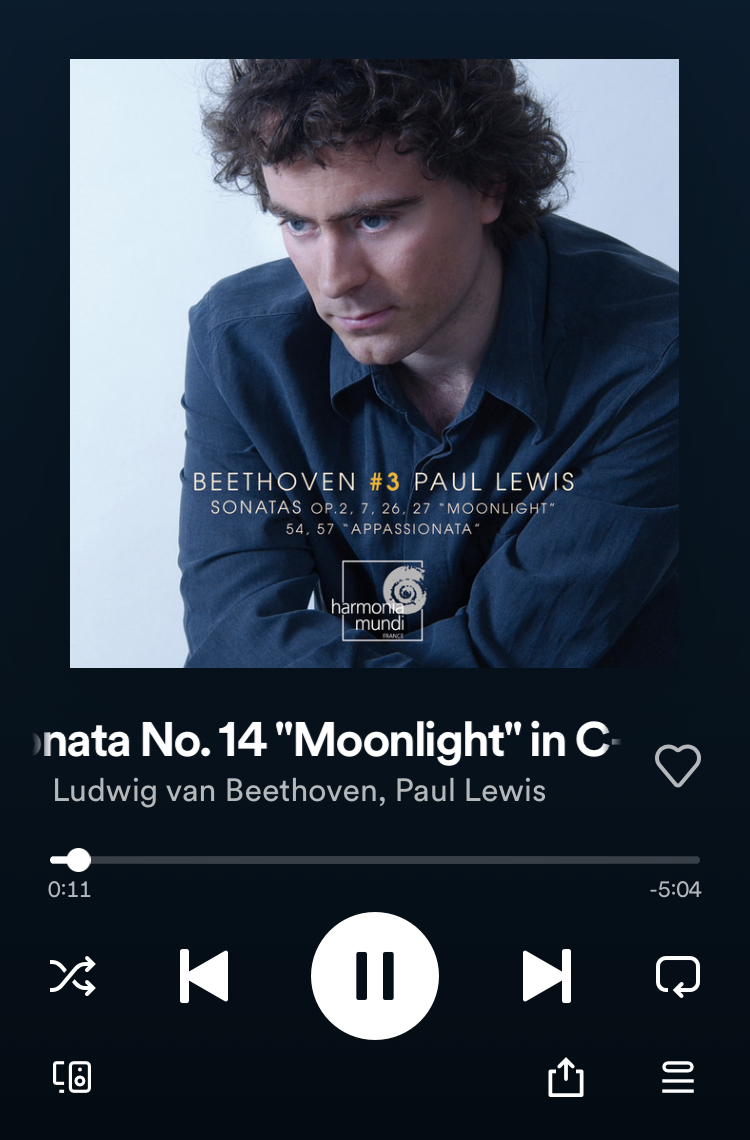 BEETHOVEN #3 PAUL LEWIS
SONATAS OP.2, 7, 26, 27 "MOONLIGHT"
54, 57 "APPASSIONATA"
harmonia
mundi
FRANCE
onata No. 14 "Moonlight" in C-
Ludwig van Beethoven, Paul Lewis
0:11 -5:04